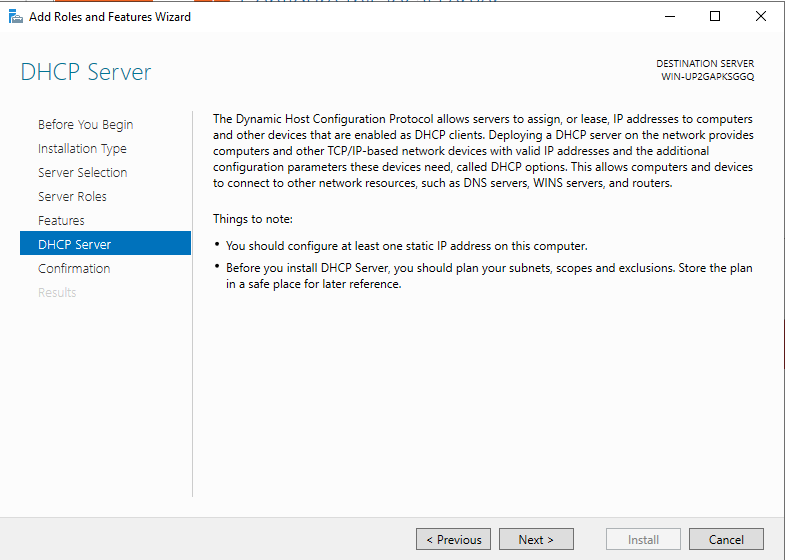 Add Roles and Features Wizard
DHCP Server
DESTINATION SERVER
WIN-UP2GAPKSGGQ
Before You Begin
Installation Type
Server Selection
Server Roles
Features
DHCP Server
Confirmation
Results
The Dynamic Host Configuration Protocol allows servers to assign, or lease, IP addresses to computers
and other devices that are enabled as DHCP clients. Deploying a DHCP server on the network provides
computers and other TCP/IP-based network devices with valid IP addresses and the additional
configuration parameters these devices need, called DHCP options. This allows computers and devices
to connect to other network resources, such as DNS servers, WINS servers, and routers.
Things to note:
• You should configure at least one static IP address on this computer.
• Before you install DHCP Server, you should plan your subnets, scopes and exclusions. Store the plan
in a safe place for later reference.
< Previous
Next >
Install
Cancel